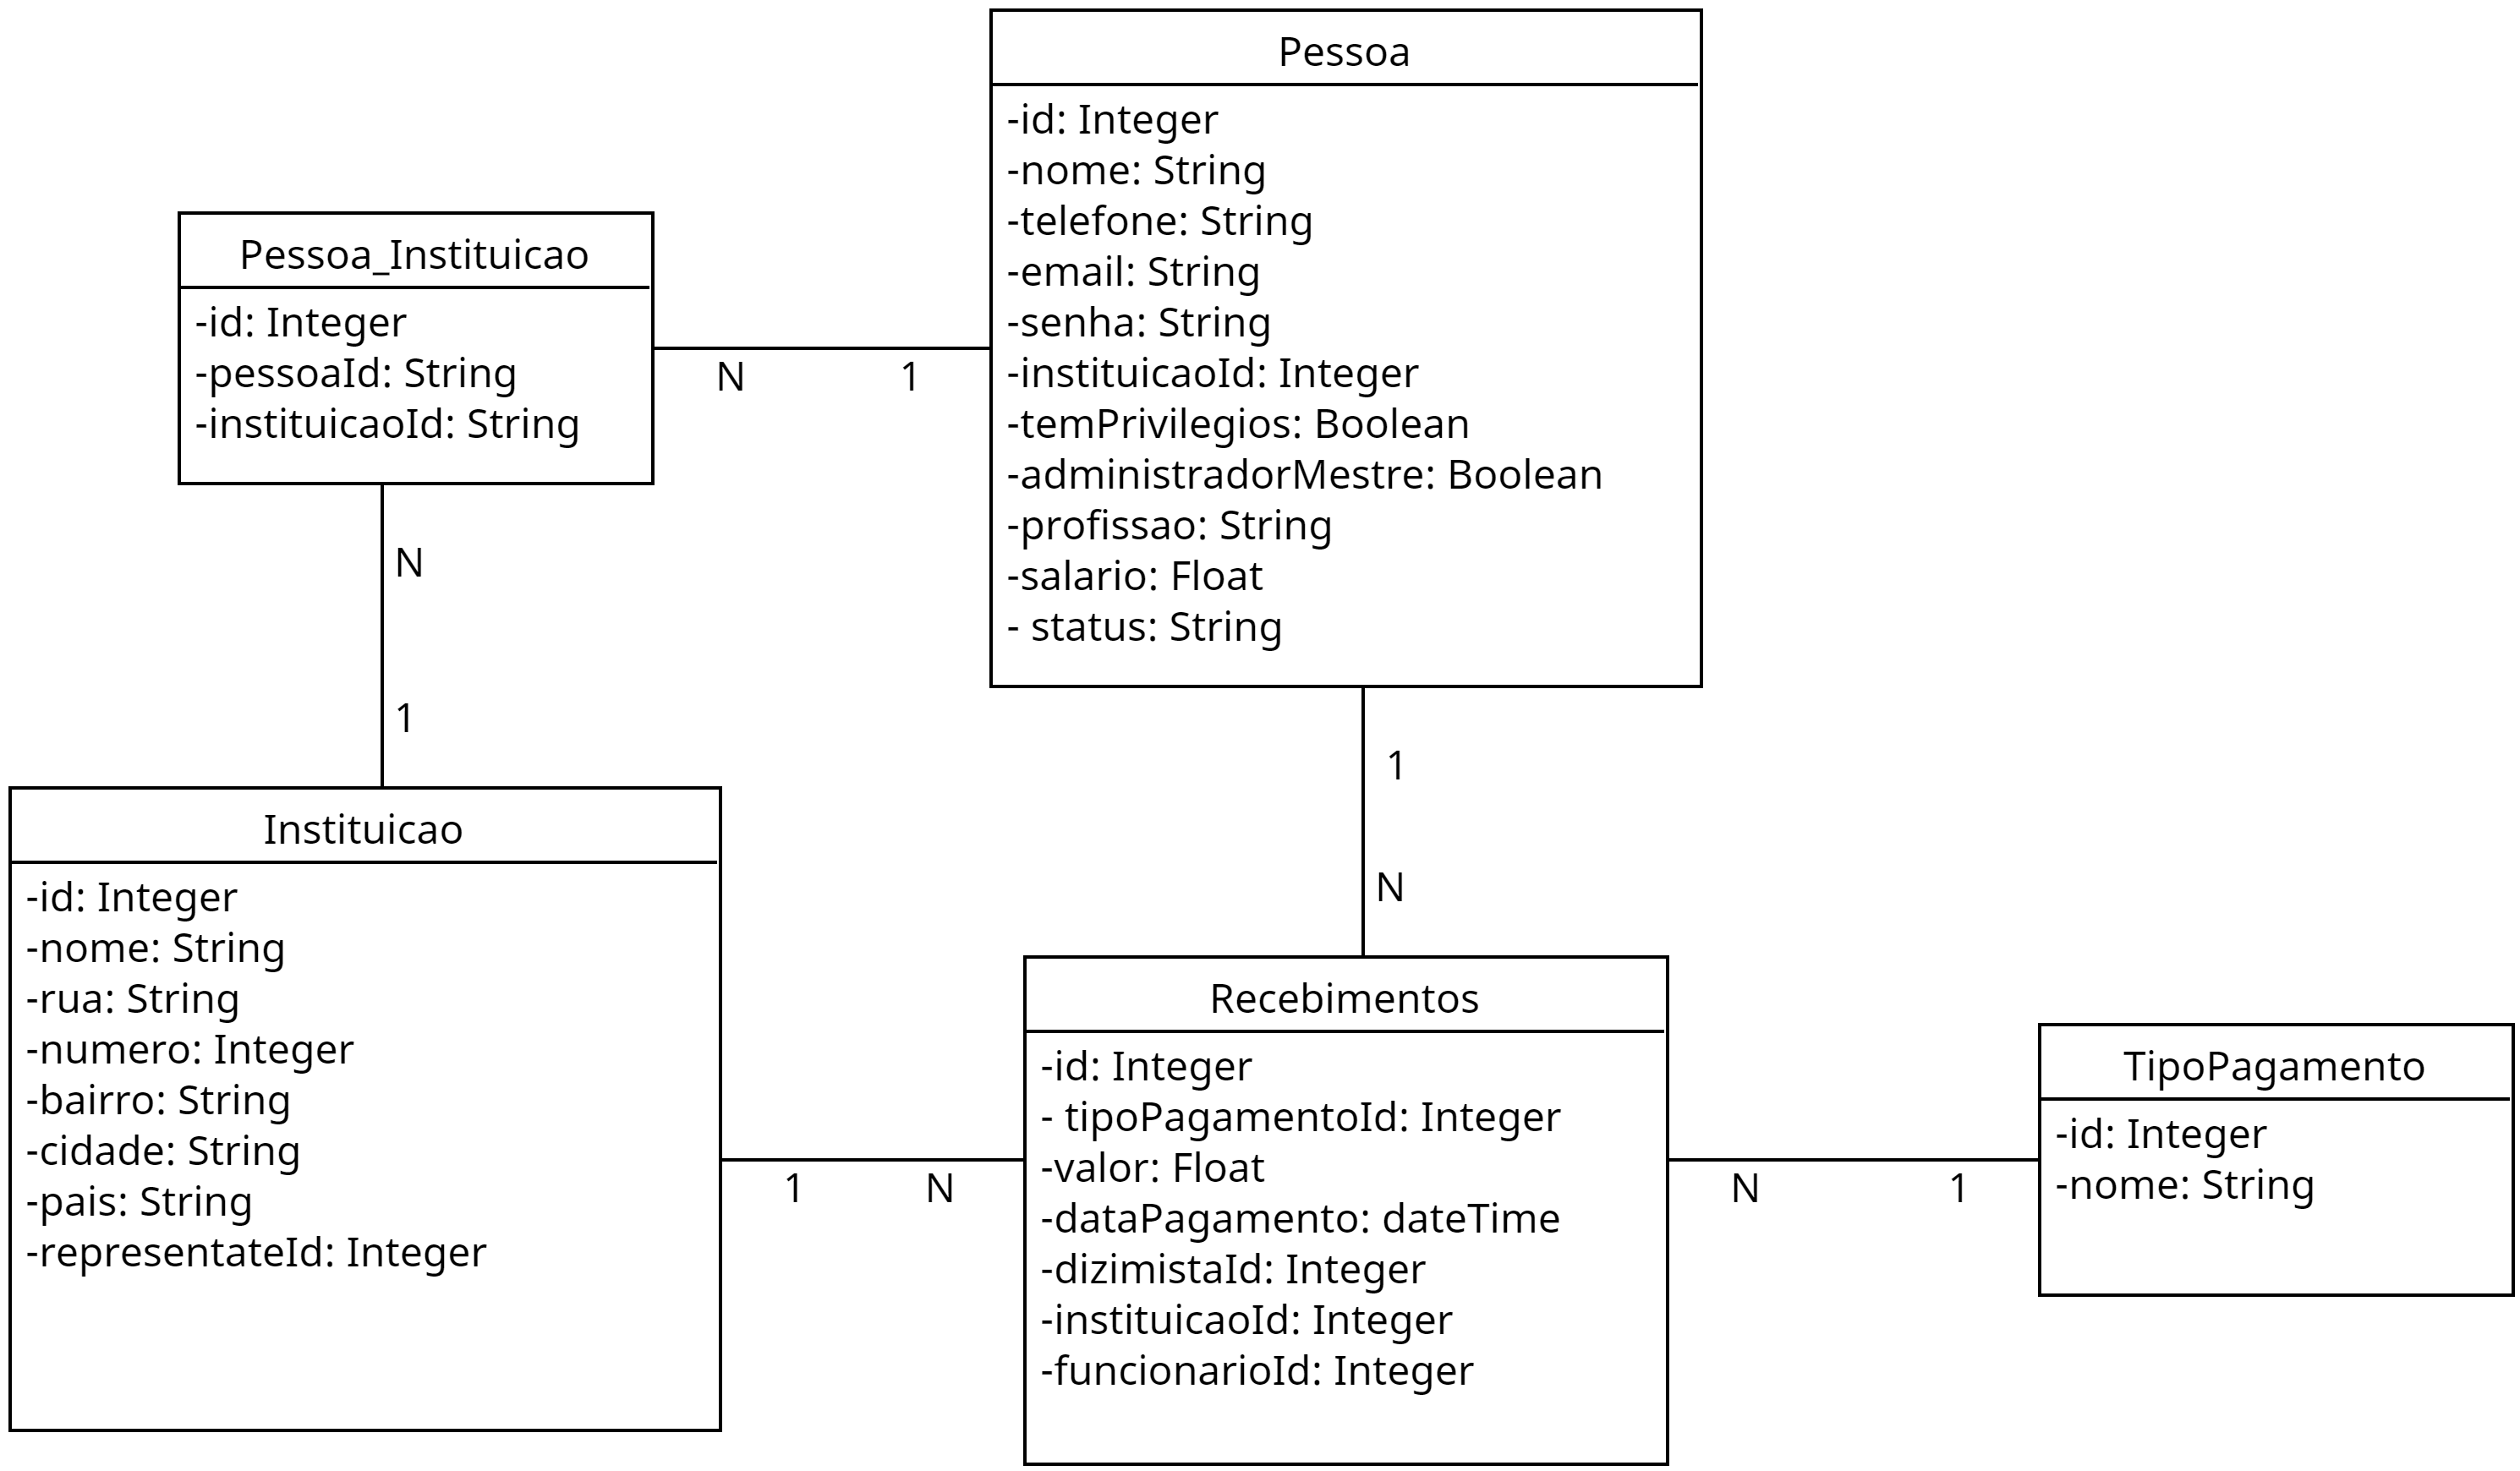 Pessoa
-id: Integer
-nome: String
-telefone: String
-email: String
-senha: String
-instituicaoId: Integer
-temPrivilegios: Boolean
-administradorMestre: Boolean
-profissao: String
-salario: Float
- status: String
Pessoa_Instituicao
-id: Integer
-pessoaId: String
-instituicaoId: String
N
1
N
1
1
N
Instituicao
-id: Integer
-nome: String
-rua: String
-numero: Integer
-bairro: String
-cidade: String
-pais: String
-representateId: Integer
1
N
Recebimentos
-id: Integer
- tipoPagamentoId: Integer
-valor: Float
-dataPagamento: dateTime
-dizimistaId: Integer
-instituicaoId: Integer
-funcionarioId: Integer
N
1
TipoPagamento
-id: Integer
-nome: String